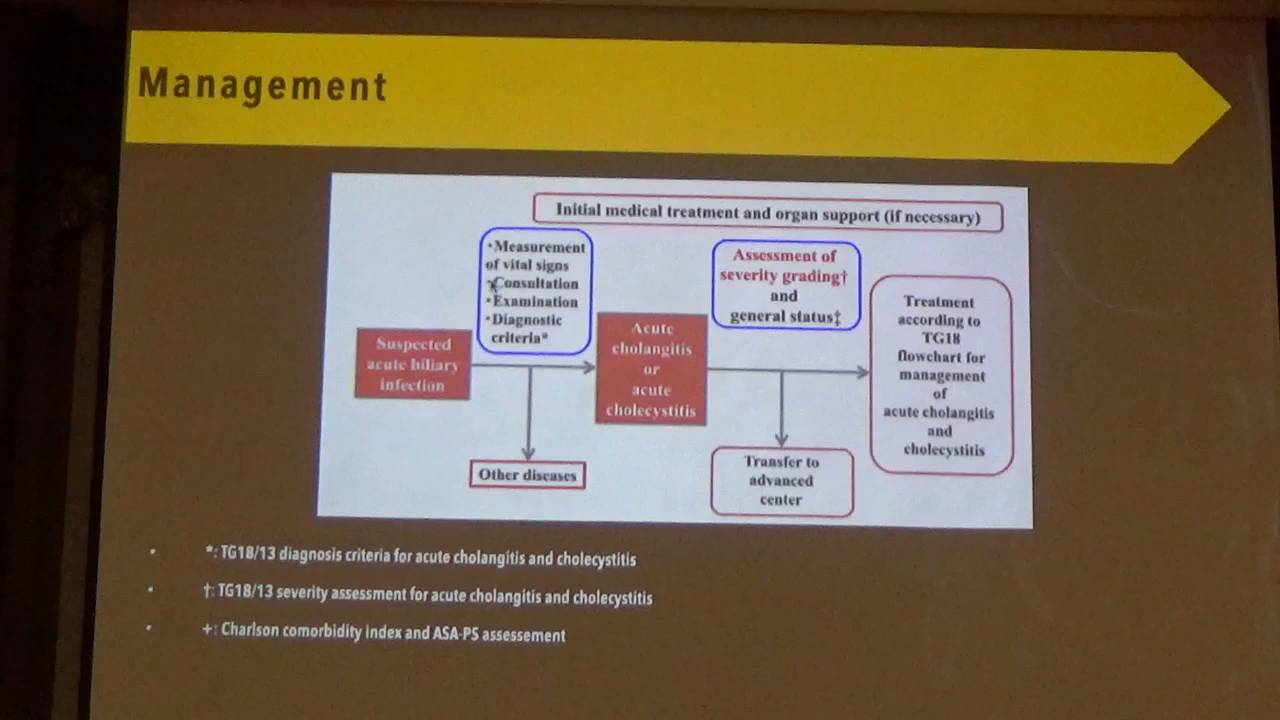 Management
Initial medical treatment and organ support (if necessary)
•Measurement
of vital signs
•Consultation
•Examination
•Diagnostic
criteria*
Assessment of
severity grading†
and
general status‡
Suspected
acute biliary
infection
Acute
cholangitis
or
acute
cholecystitis
Treatment
according to
TG18
flowchart for
management
of
acute cholangitis
and
cholecystitis
Other diseases
Transfer to
advanced
center
• *: TG18/13 diagnosis criteria for acute cholangitis and cholecystitis
• †: TG18/13 severity assessment for acute cholangitis and cholecystitis
• +: Charlson comorbidity index and ASA-PS assessement